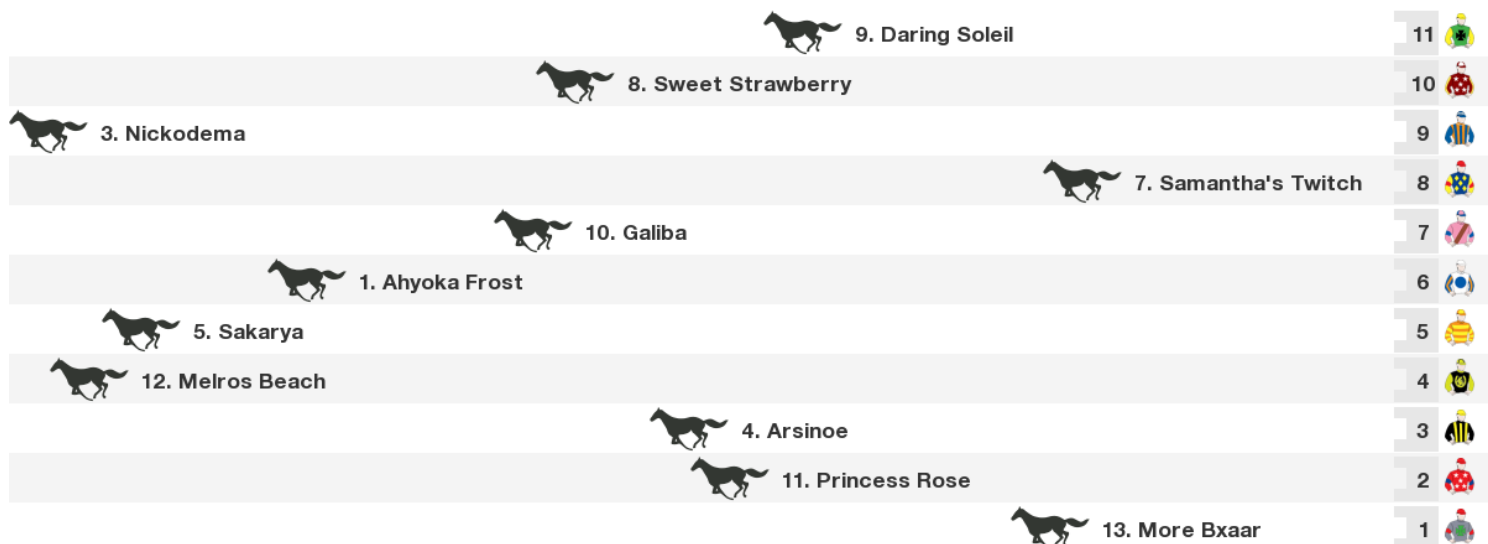 9. Daring Soleil 11
8. Sweet Strawberry 10
3. Nickodema 9
7. Samantha's Twitch 8
10. Galiba 7
1. Ahyoka Frost 6
5. Sakarya 5
12. Melros Beach 4
4. Arsinoe 3
11. Princess Rose 2
13. More Bxaar 1